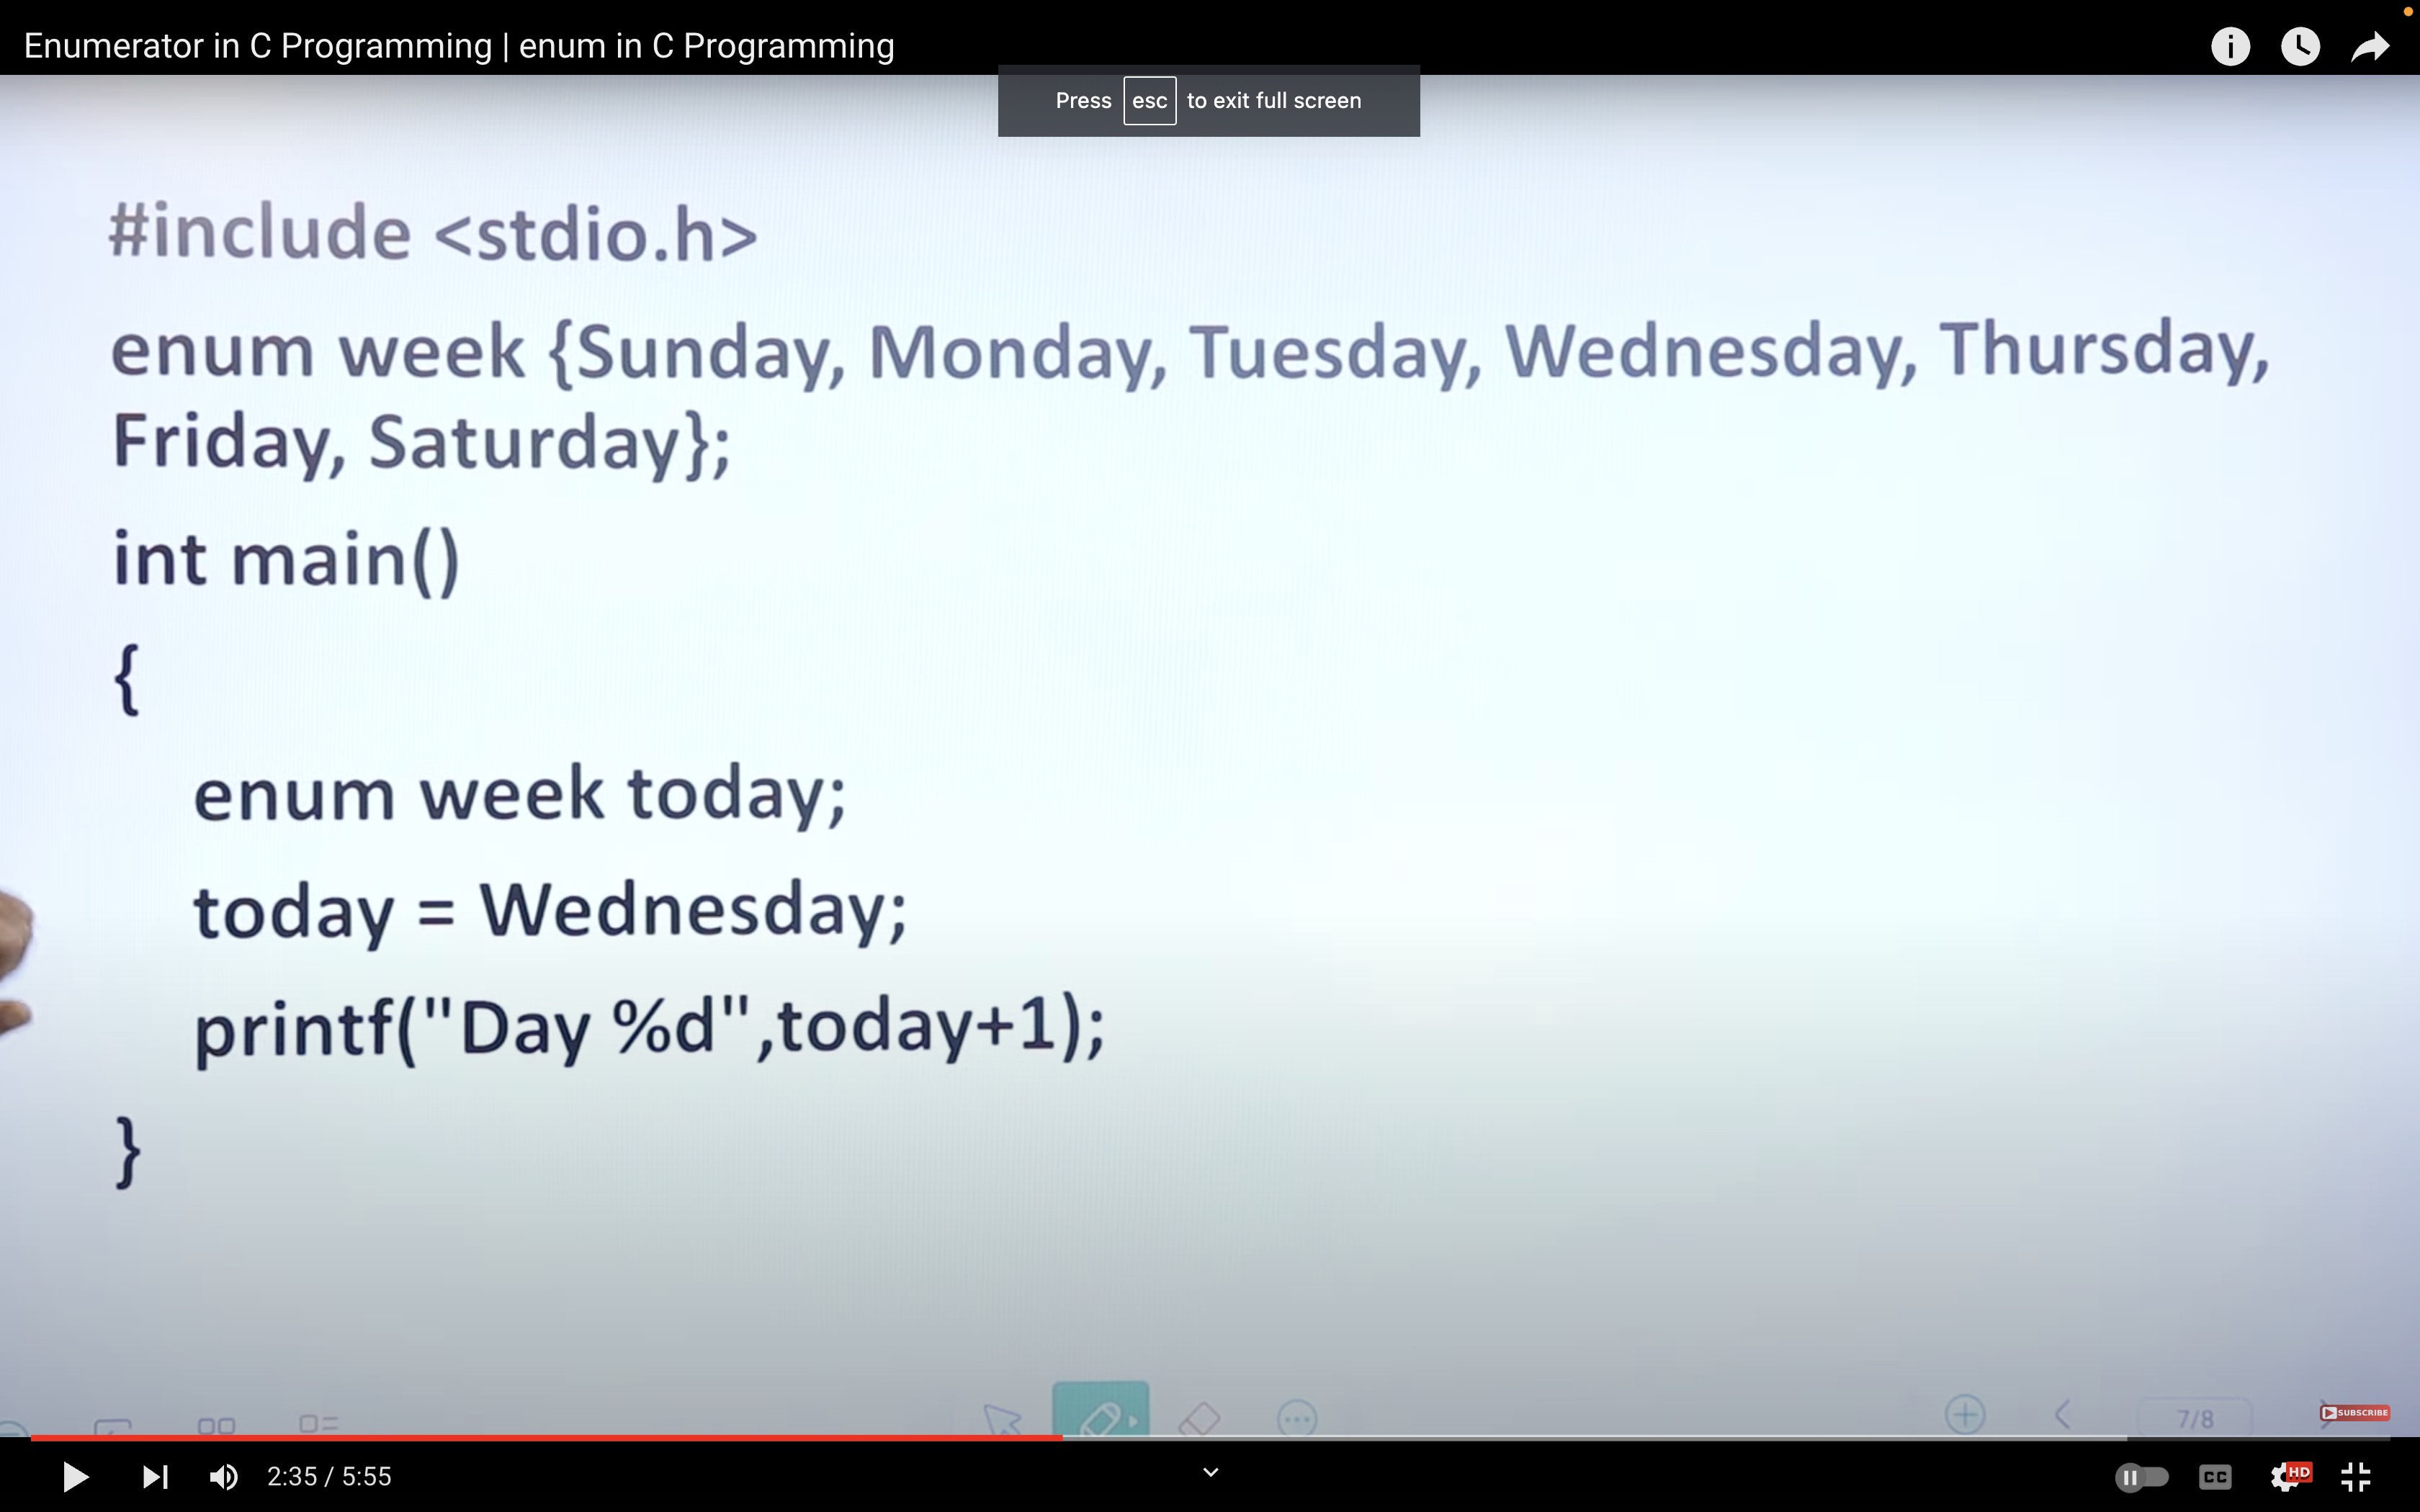 Enumerator in C Programming | enum in C Programming
Press esc to exit full screen
#include <stdio.h>
enum week {Sunday, Monday, Tuesday, Wednesday, Thursday,
Friday, Saturday};
int main()
{
enum week today;
today = Wednesday;
printf("Day %d",today+1);
}
7/8
SUBSCRIBE
2:35 / 5:55
CC
HD